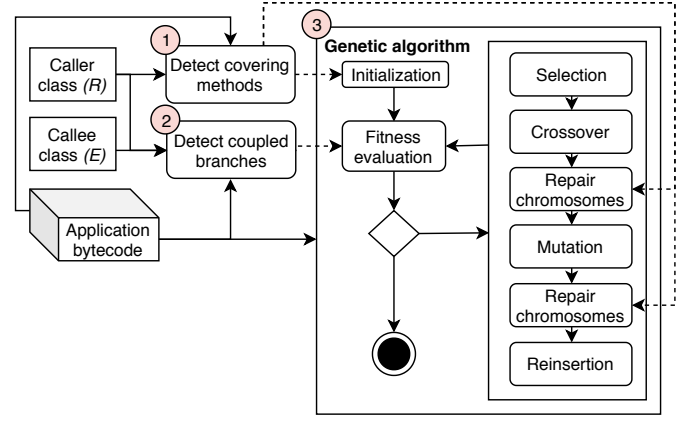 3
Genetic algorithm
1
Caller
class (R)
Detect covering
methods
Initialization
Selection
2
Callee
class (E)
Detect coupled
branches
Fitness
evaluation
Crossover
Repair
chromosomes
Application
bytecode
Mutation
Repair
chromosomes
Reinsertion